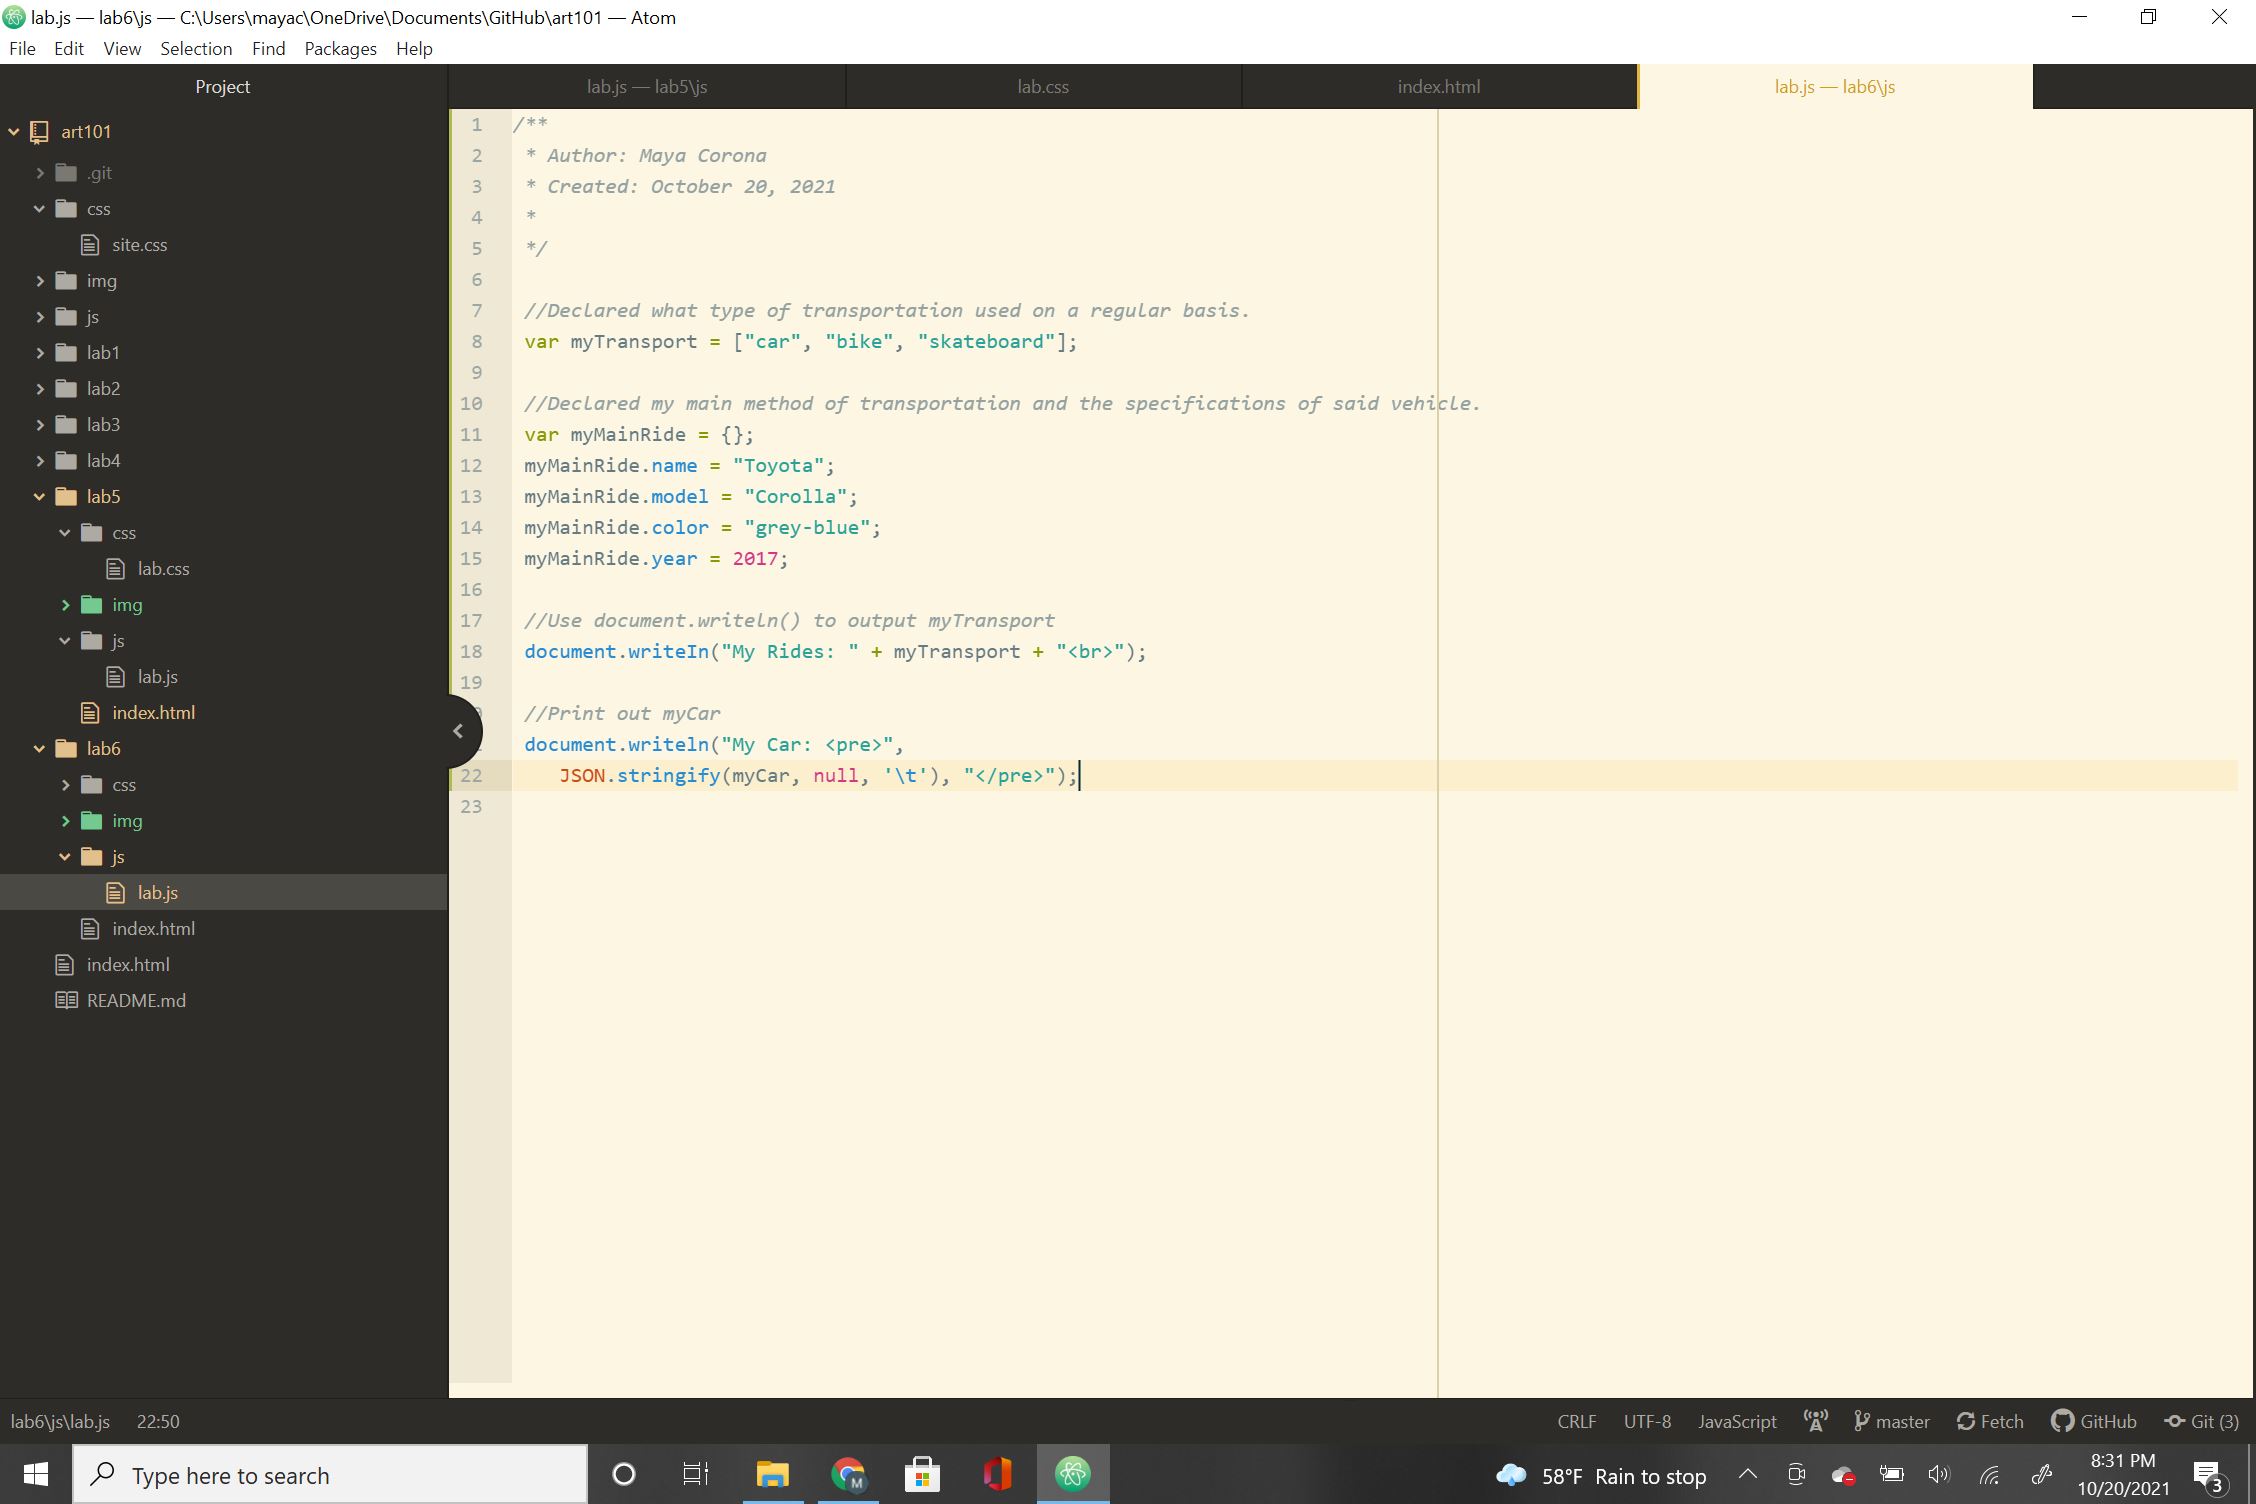 lab.js — lab6\js — C:\Users\mayac\OneDrive\Documents\GitHub\art101 — Atom
File Edit View Selection Find Packages Help
Project
lab.js — lab5\js
lab.css
index.html
lab.js — lab6\js
art101
.git
css
site.css
img
js
lab1
lab2
lab3
lab4
lab5
css
lab.css
img
js
lab.js
index.html
lab6
css
img
js
lab.js
index.html
index.html
README.md
1 /**
2 * Author: Maya Corona
3 * Created: October 20, 2021
4 *
5 */
6
7 //Declared what type of transportation used on a regular basis.
8 var myTransport = ["car", "bike", "skateboard"];
9
10 //Declared my main method of transportation and the specifications of said vehicle.
11 var myMainRide = {};
12 myMainRide.name = "Toyota";
13 myMainRide.model = "Corolla";
14 myMainRide.color = "grey-blue";
15 myMainRide.year = 2017;
16
17 //Use document.writeln() to output myTransport
18 document.writeIn("My Rides: " + myTransport + "<br>");
19
//Print out myCar
document.writeln("My Car: <pre>",
22 JSON.stringify(myCar, null, '\t'), "</pre>");
23
lab6\js\lab.js 22:50
CRLF UTF-8 JavaScript master Fetch GitHub Git (3)
Type here to search
M
58°F Rain to stop
8:31 PM
10/20/2021
3